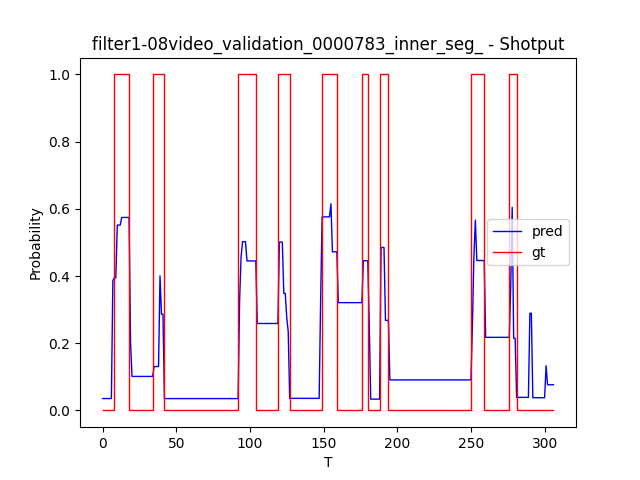 filter1-08video_validation_0000783_inner_seg_ - Shotput
1.0
0.8
0.6
0.4
0.2
0.0
Probability
pred
gt
0 50 100 150 200 250 300
T